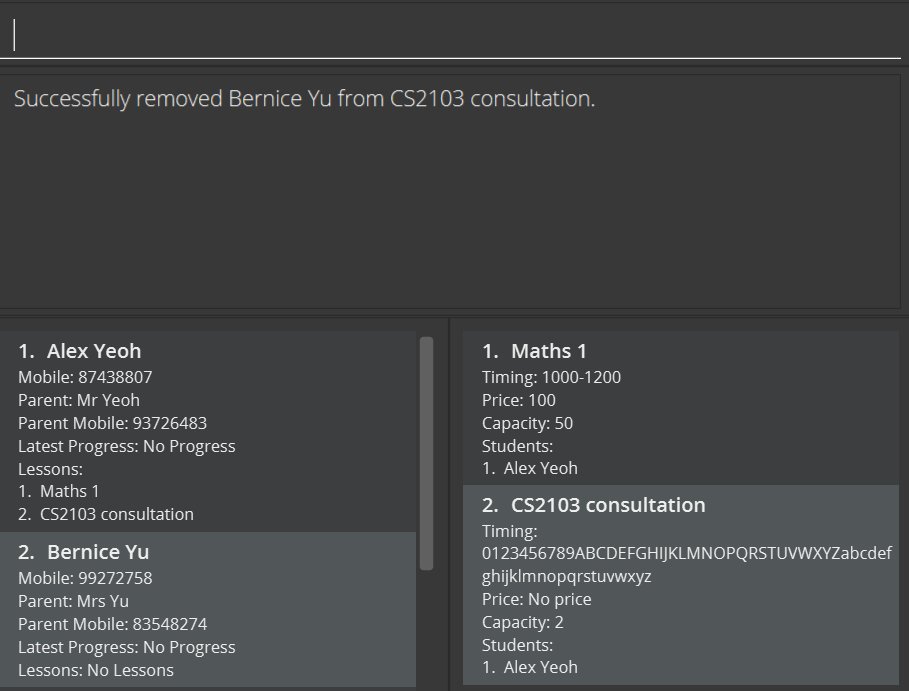 Successfully removed Bernice Yu from CS2103 consultation.
1. Alex Yeoh
Mobile: 87438807
Parent: Mr Yeoh
Parent Mobile: 93726483
Latest Progress: No Progress
Lessons:
1. Maths 1
2. CS2103 consultation
2. Bernice Yu
Mobile: 99272758
Parent: Mrs Yu
Parent Mobile: 83548274
Latest Progress: No Progress
Lessons: No Lessons
1. Maths 1
Timing: 1000-1200
Price: 100
Capacity: 50
Students:
1. Alex Yeoh
2. CS2103 consultation
Timing:
0123456789ABCDEFGHIJKLMNOPQRSTUVWXYZabcdef
ghijklmnopqrstuvwxyz
Price: No price
Capacity: 2
Students:
1. Alex Yeoh